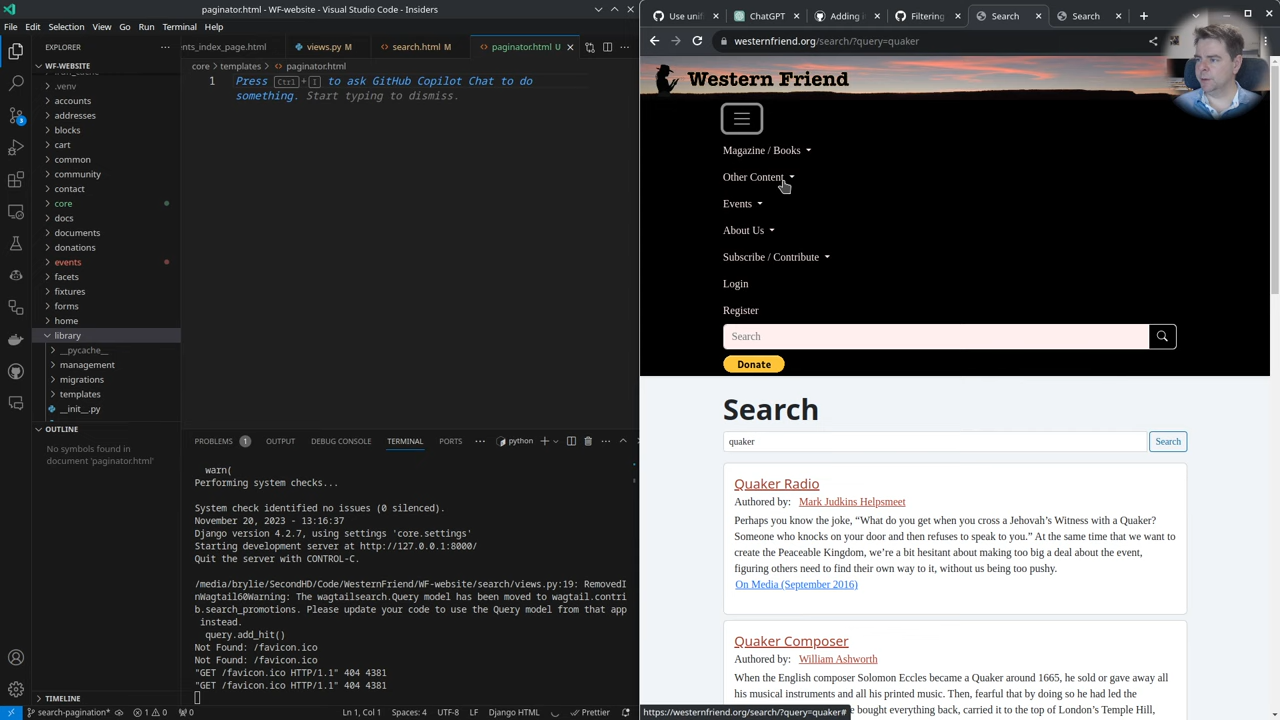 paginator.html - WF-website - Visual Studio Code - Insiders
File Edit Selection View Go Run Terminal Help
EXPLORER
WF-WEBSITE
.venv
accounts
addresses
blocks
cart
common
community
contact
core
docs
documents
donations
events
facets
fixtures
forms
home
library
__pycache__
management
migrations
templates
__init__.py
OUTLINE
No symbols found in
document 'paginator.html'
TIMELINE
nts_index_page.html views.py M search.html M paginator.html U
core > templates > paginator.html
1 Press Ctrl + I to ask GitHub Copilot Chat to do
something. Start typing to dismiss.
PROBLEMS 1 OUTPUT DEBUG CONSOLE TERMINAL PORTS python
warn(
Performing system checks...
System check identified no issues (0 silenced).
November 20, 2023 - 13:16:37
Django version 4.2.7, using settings 'core.settings'
Starting development server at http://127.0.0.1:8000/
Quit the server with CONTROL-C.
/media/brylie/SecondHD/Code/WesternFriend/WF-website/search/views.py:19: RemovedI
nWagtail60Warning: The wagtailsearch.Query model has been moved to wagtail.contri
b.search_promotions. Please update your code to use the Query model from that app
instead.
query.add_hit()
Not Found: /favicon.ico
Not Found: /favicon.ico
"GET /favicon.ico HTTP/1.1" 404 4381
"GET /favicon.ico HTTP/1.1" 404 4381
search-pagination* 1 0 0 Ln 1, Col 1 Spaces: 4 UTF-8 LF Django HTML Prettier
Use unif ChatGPT Adding Filtering Search Search
westernfriend.org/search/?query=quaker
Western Friend
Magazine / Books
Other Content
Events
About Us
Subscribe / Contribute
Login
Register
Search
Donate
Search
quaker Search
Quaker Radio
Authored by: Mark Judkins Helpsmeet
Perhaps you know the joke, “What do you get when you cross a Jehovah’s Witness with a Quaker?
Someone who knocks on your door and then refuses to speak to you.” At the same time that we want to
create the Peaceable Kingdom, we’re a bit hesitant about making too big a deal about the event,
figuring others need to find their own way to it, without us being too pushy.
On Media (September 2016)
Quaker Composer
Authored by: William Ashworth
When the English composer Solomon Eccles became a Quaker around 1665, he sold or gave away all
his musical instruments and all his printed music. Then, fearful that by doing so he had led the
bought everything back, carried it to the top of London’s Temple Hill,
https://westernfriend.org/search/?query=quaker#